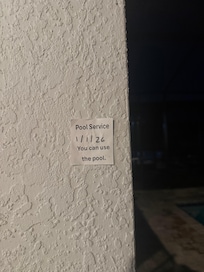 Pool Service
1/1/26
You can use
the pool.